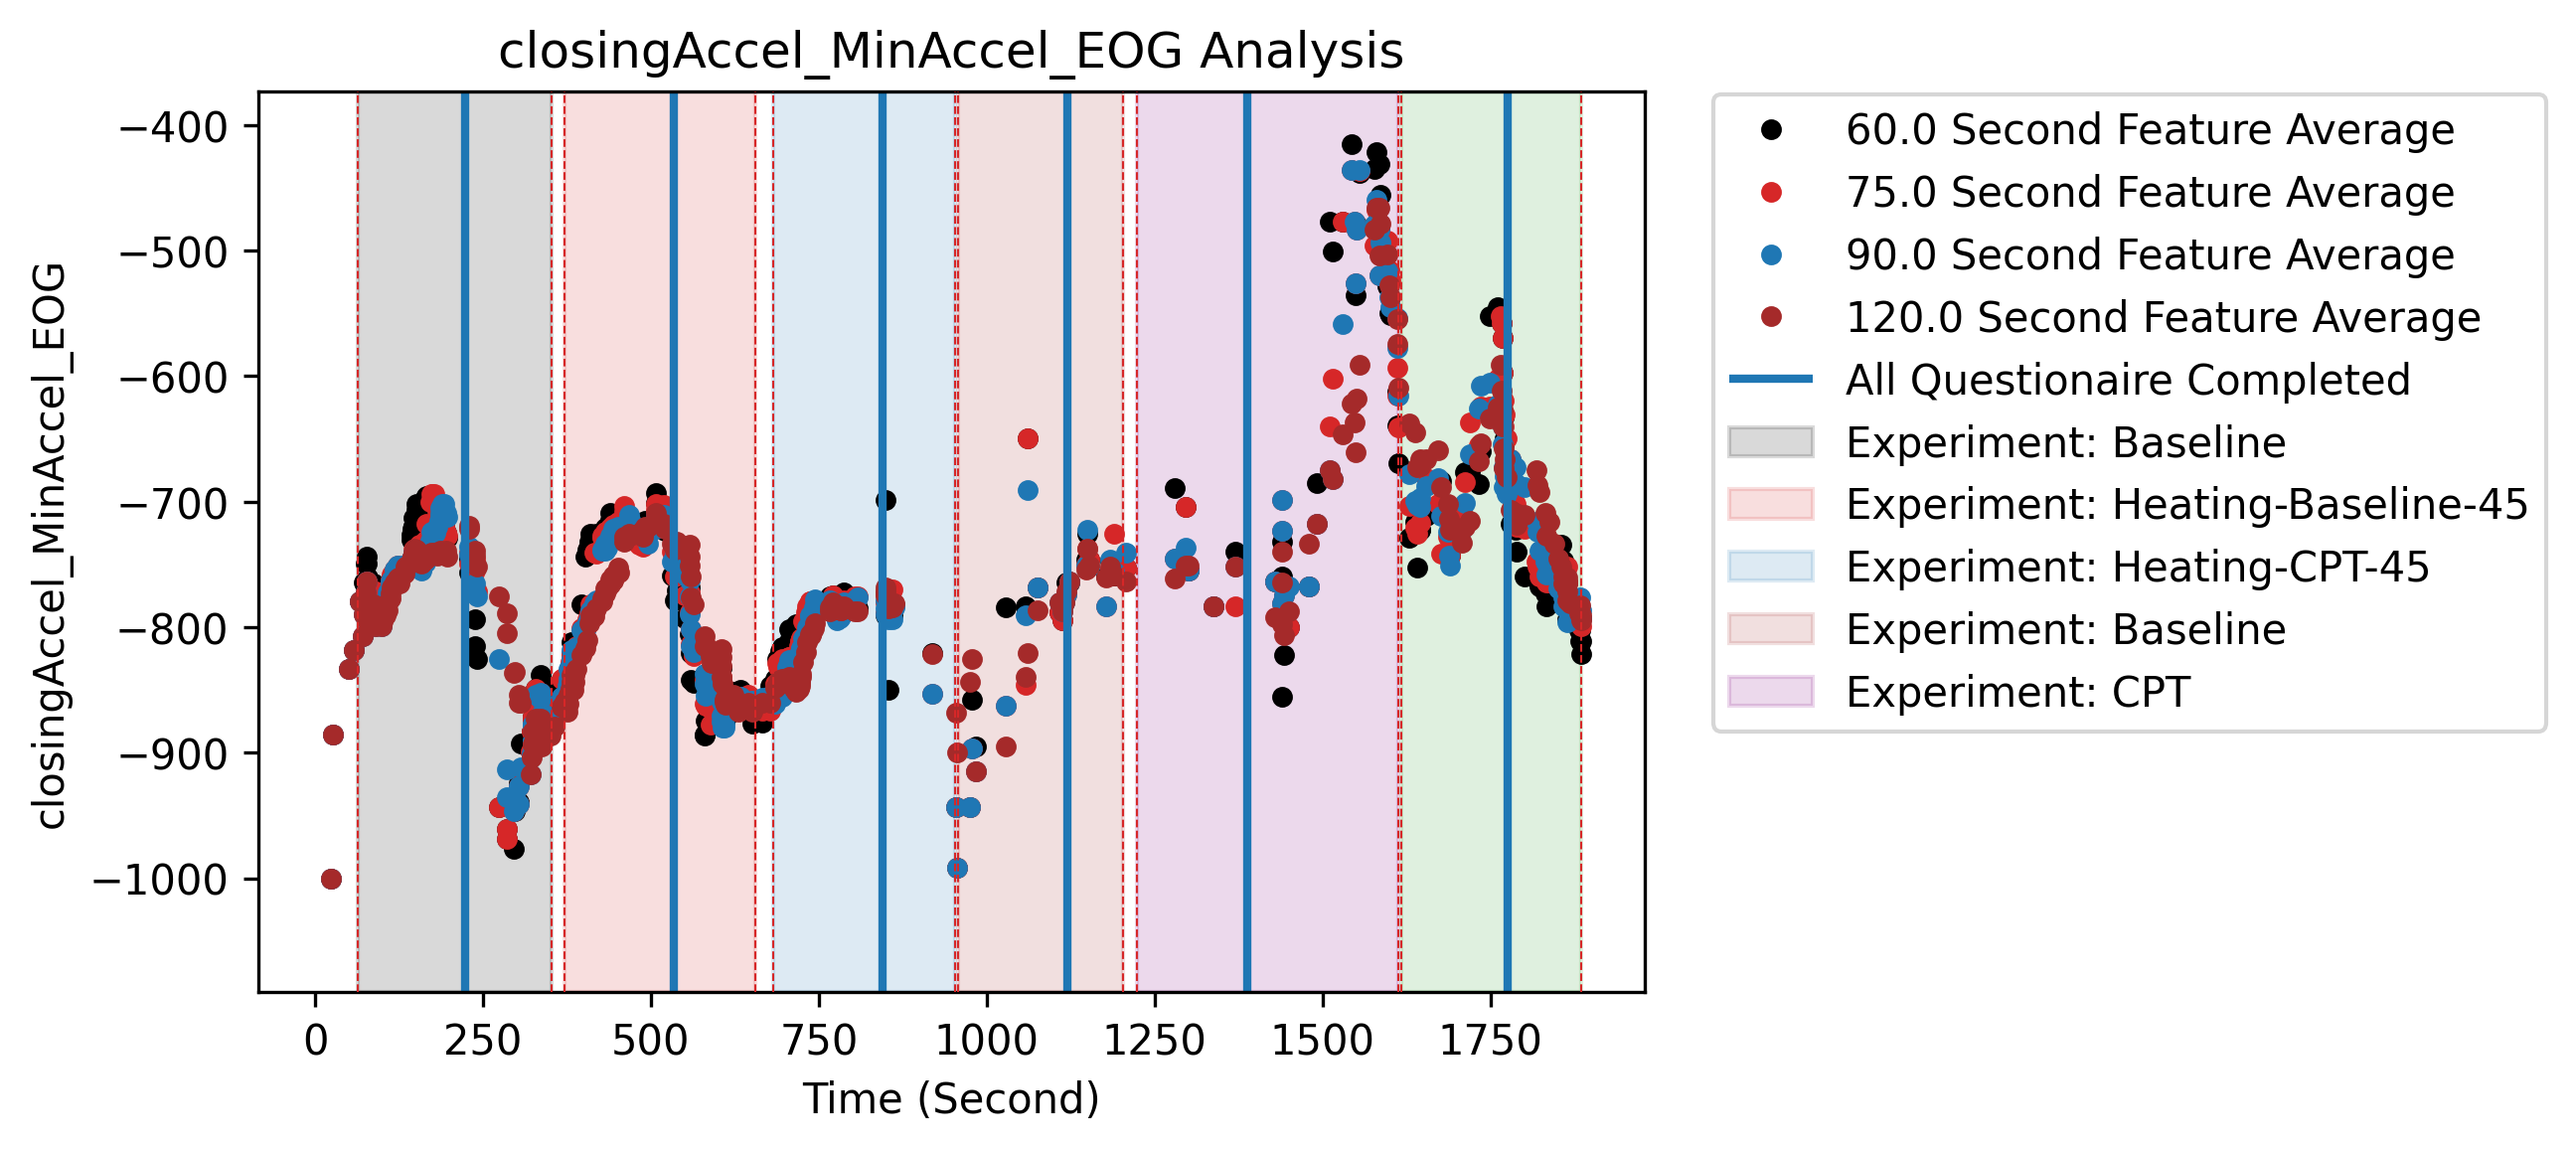 closingAccel_MinAccel_EOG Analysis
−400
−500
−600
−700
−800
−900
−1000
closingAccel_MinAccel_EOG
0 250 500 750 1000 1250 1500 1750
Time (Second)
60.0 Second Feature Average
75.0 Second Feature Average
90.0 Second Feature Average
120.0 Second Feature Average
All Questionaire Completed
Experiment: Baseline
Experiment: Heating-Baseline-45
Experiment: Heating-CPT-45
Experiment: Baseline
Experiment: CPT